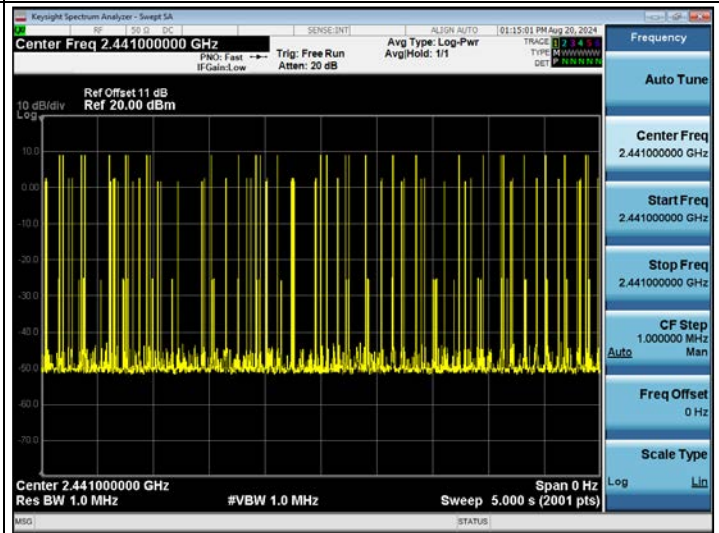 Keysight Spectrum Analyzer - Swept SA
RF 50 Ω DC SENSE:INT ALIGN AUTO 01:15:01 PM Aug 20, 2024
Center Freq 2.441000000 GHz
PNO: Fast
IFGain:Low
Trig: Free Run
Atten: 20 dB
Avg Type: Log-Pwr
Avg|Hold: 1/1
TRACE 1 2 3 4 5 6
TYPE MWWWWW
DET P NNNNN
Ref Offset 11 dB
10 dB/div Ref 20.00 dBm
Log
10.0
0.00
-10.0
-20.0
-30.0
-40.0
-50.0
-60.0
-70.0
Center 2.441000000 GHz Span 0 Hz
Res BW 1.0 MHz #VBW 1.0 MHz Sweep 5.000 s (2001 pts)
MSG STATUS
Frequency
Auto Tune
Center Freq
2.441000000 GHz
Start Freq
2.441000000 GHz
Stop Freq
2.441000000 GHz
CF Step
1.000000 MHz
Auto Man
Freq Offset
0 Hz
Scale Type
Log Lin